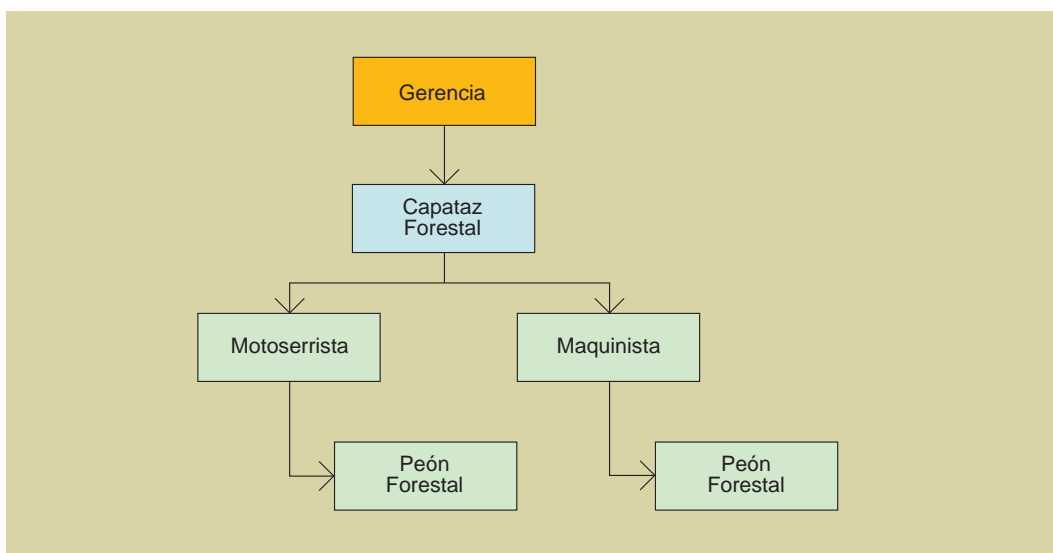 Gerencia
Capataz
Forestal
Motoserrista
Maquinista
Peón
Forestal
Peón
Forestal